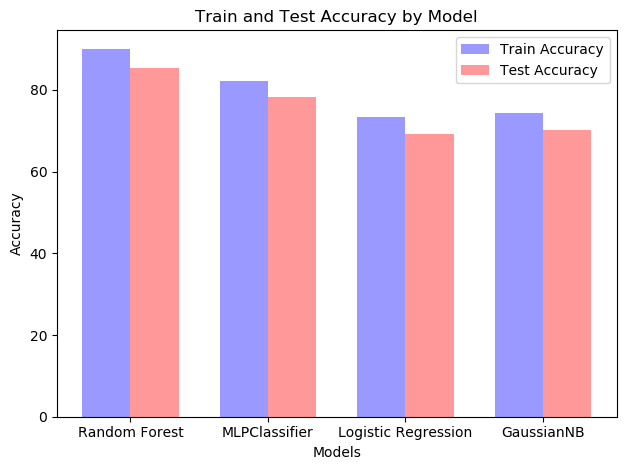 Train and Test Accuracy by Model
Train Accuracy
Test Accuracy
Accuracy
80
60
40
20
0
Random Forest MLPClassifier Logistic Regression GaussianNB
Models